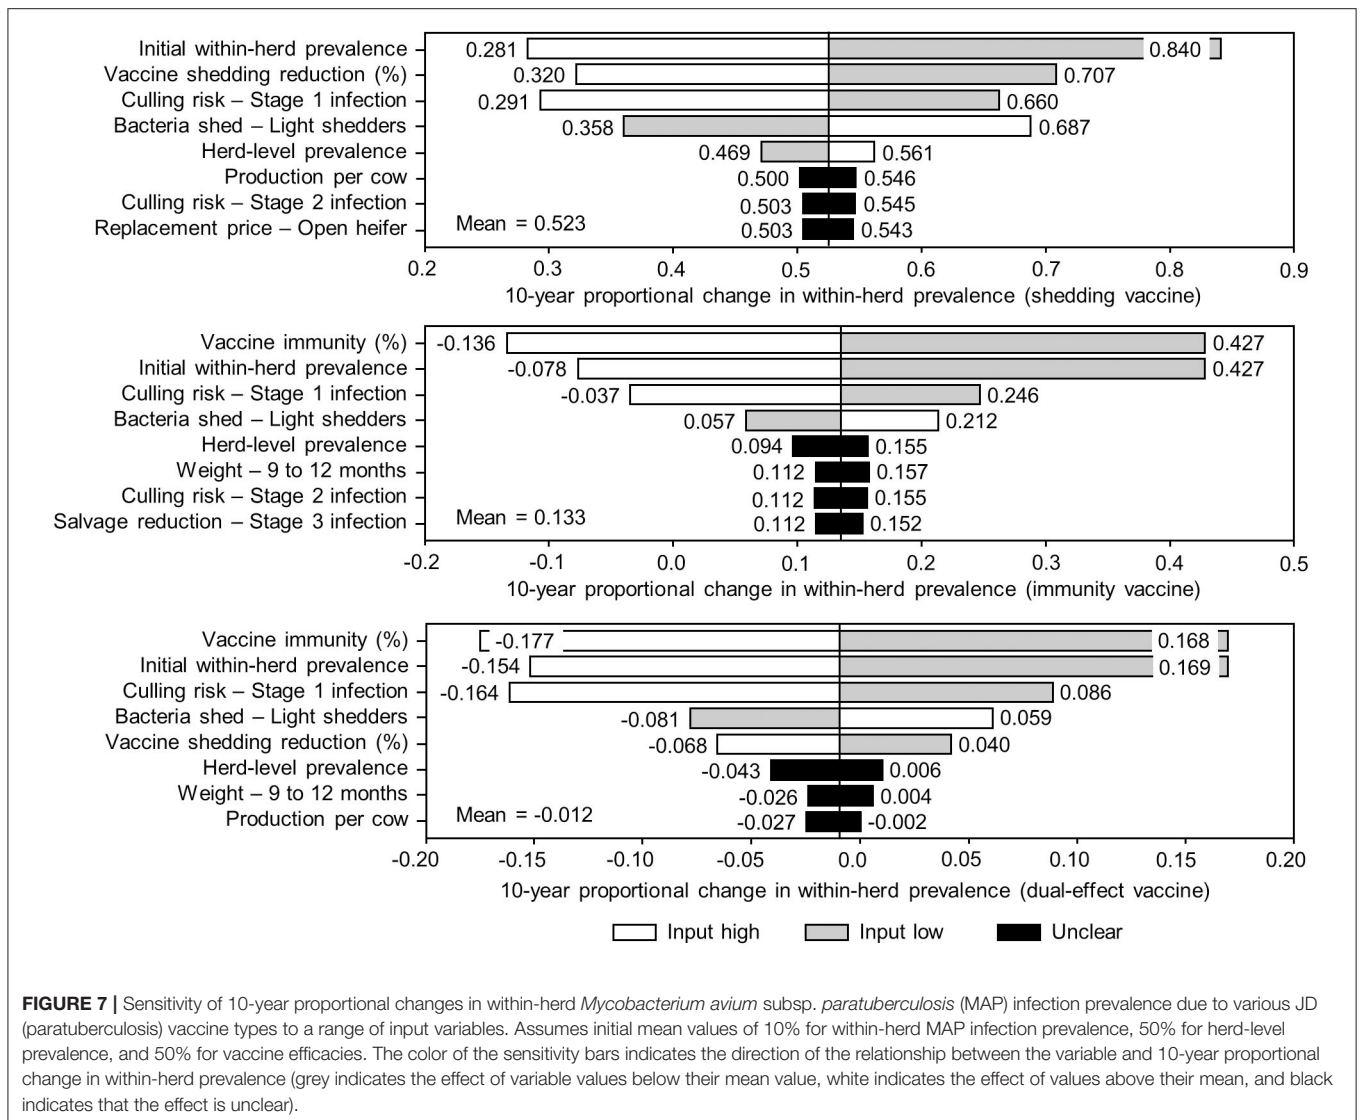 Initial within-herd prevalence 0.281 0.840
Vaccine shedding reduction (%) 0.320 0.707
Culling risk – Stage 1 infection 0.291 0.660
Bacteria shed – Light shedders 0.358 0.687
Herd-level prevalence 0.469 0.561
Production per cow 0.500 0.546
Culling risk – Stage 2 infection 0.503 0.545
Replacement price – Open heifer Mean = 0.523 0.503 0.543
0.2 0.3 0.4 0.5 0.6 0.7 0.8 0.9
10-year proportional change in within-herd prevalence (shedding vaccine)
Vaccine immunity (%) -0.136 0.427
Initial within-herd prevalence -0.078 0.427
Culling risk – Stage 1 infection -0.037 0.246
Bacteria shed – Light shedders 0.057 0.212
Herd-level prevalence 0.094 0.155
Weight – 9 to 12 months 0.112 0.157
Culling risk – Stage 2 infection 0.112 0.155
Salvage reduction – Stage 3 infection Mean = 0.133 0.112 0.152
-0.2 -0.1 0.0 0.1 0.2 0.3 0.4 0.5
10-year proportional change in within-herd prevalence (immunity vaccine)
Vaccine immunity (%) -0.177 0.168
Initial within-herd prevalence -0.154 0.169
Culling risk – Stage 1 infection -0.164 0.086
Bacteria shed – Light shedders -0.081 0.059
Vaccine shedding reduction (%) -0.068 0.040
Herd-level prevalence -0.043 0.006
Weight – 9 to 12 months -0.026 0.004
Production per cow Mean = -0.012 -0.027 -0.002
-0.20 -0.15 -0.10 -0.05 0.0 0.05 0.10 0.15 0.20
10-year proportional change in within-herd prevalence (dual-effect vaccine)
Input high Input low Unclear
FIGURE 7 | Sensitivity of 10-year proportional changes in within-herd Mycobacterium avium subsp. paratuberculosis (MAP) infection prevalence due to various JD
(paratuberculosis) vaccine types to a range of input variables. Assumes initial mean values of 10% for within-herd MAP infection prevalence, 50% for herd-level
prevalence, and 50% for vaccine efficacies. The color of the sensitivity bars indicates the direction of the relationship between the variable and 10-year proportional
change in within-herd prevalence (grey indicates the effect of variable values below their mean value, white indicates the effect of values above their mean, and black
indicates that the effect is unclear).